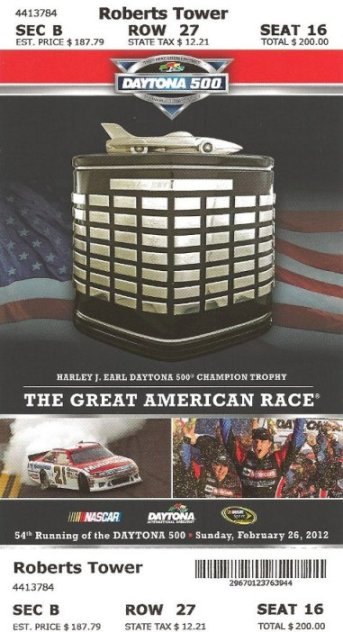 4413784 Roberts Tower
SEC B ROW 27 SEAT 16
EST. PRICE $187.79 STATE TAX $12.21 TOTAL $200.00
DAYTONA 500
HARLEY J. EARL DAYTONA 500® CHAMPION TROPHY
THE GREAT AMERICAN RACE®
21
NASCAR DAYTONA
INTERNATIONAL SPEEDWAY
54th Running of the DAYTONA 500 • Sunday, February 26, 2012
Roberts Tower
4413784
29670123763944
SEC B ROW 27 SEAT 16
EST. PRICE $187.79 STATE TAX $12.21 TOTAL $200.00